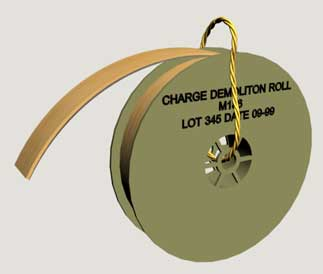 CHARGE DEMOLITON ROLL
LOT 345 DATE 09-99